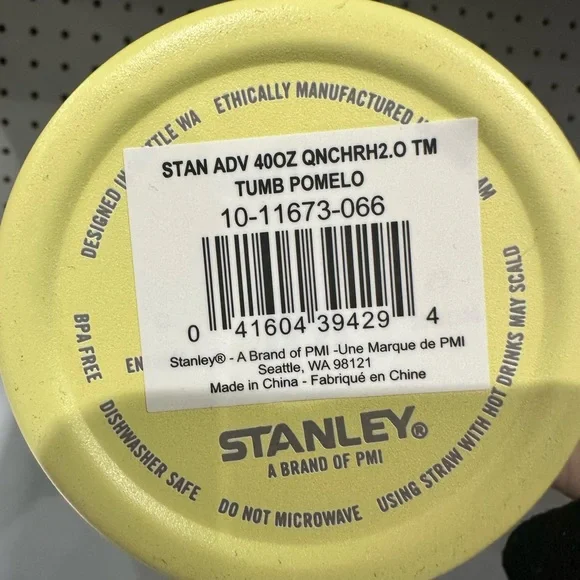 STAN ADV 40OZ QNCHRH2.O TM
TUMB POMELO
10-11673-066
0 41604 39429 4
Stanley® - A Brand of PMI -Une Marque de PMI
Seattle, WA 98121
Made in China - Fabriqué en Chine
STANLEY®
A BRAND OF PMI
DESIGNED
WA
ETHICALLY MANUFACTURED
BPA FREE
DISHWASHER SAFE
DO NOT MICROWAVE
USING STRAW WITH HOT DRINKS MAY SCALD